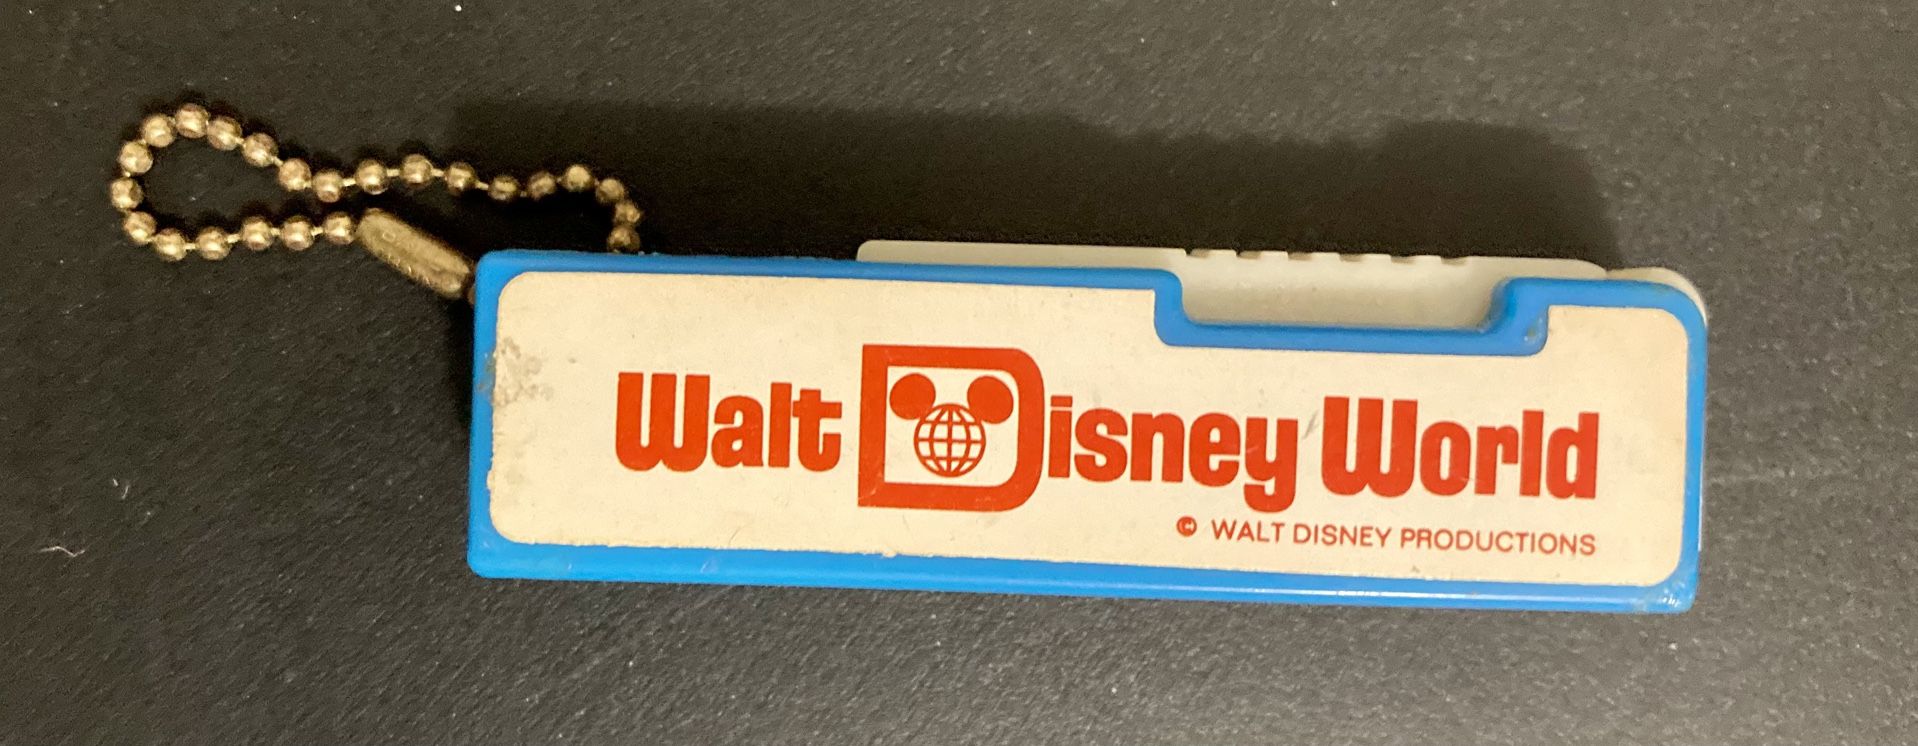 Walt Disney World
© WALT DISNEY PRODUCTIONS